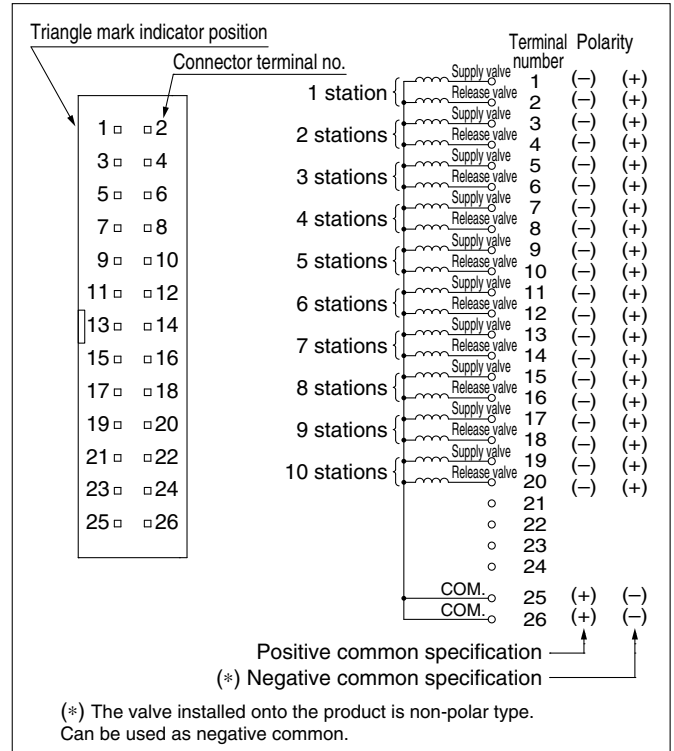 Triangle mark indicator position
Connector terminal no.
1 2
3 4
5 6
7 8
9 10
11 12
13 14
15 16
17 18
19 20
21 22
23 24
25 26
Terminal number Polarity
1 station Supply valve 1 (–) (+)
Release valve 2 (–) (+)
2 stations Supply valve 3 (–) (+)
Release valve 4 (–) (+)
3 stations Supply valve 5 (–) (+)
Release valve 6 (–) (+)
4 stations Supply valve 7 (–) (+)
Release valve 8 (–) (+)
5 stations Supply valve 9 (–) (+)
Release valve 10 (–) (+)
6 stations Supply valve 11 (–) (+)
Release valve 12 (–) (+)
7 stations Supply valve 13 (–) (+)
Release valve 14 (–) (+)
8 stations Supply valve 15 (–) (+)
Release valve 16 (–) (+)
9 stations Supply valve 17 (–) (+)
Release valve 18 (–) (+)
10 stations Supply valve 19 (–) (+)
Release valve 20 (–) (+)
21
22
23
24
COM. 25 (+) (–)
COM. 26 (+) (–)
Positive common specification
(*) Negative common specification
(*) The valve installed onto the product is non-polar type.
Can be used as negative common.